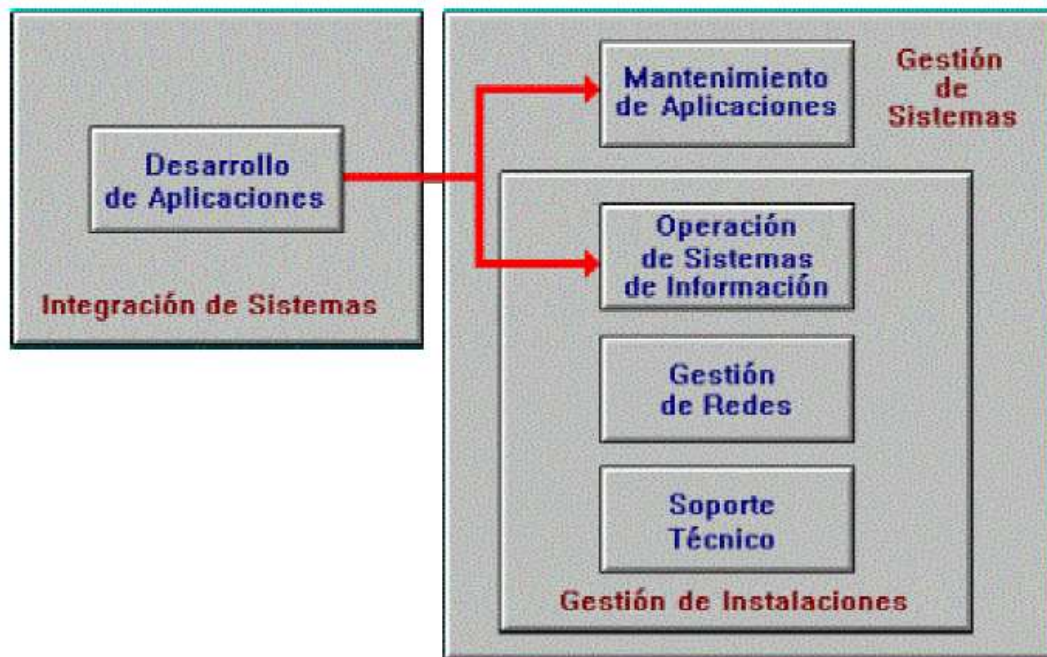 Desarrollo
de Aplicaciones
Integración de Sistemas
Mantenimiento
de Aplicaciones
Gestión
de
Sistemas
Operación
de Sistemas
de Información
Gestión
de Redes
Soporte
Técnico
Gestión de Instalaciones